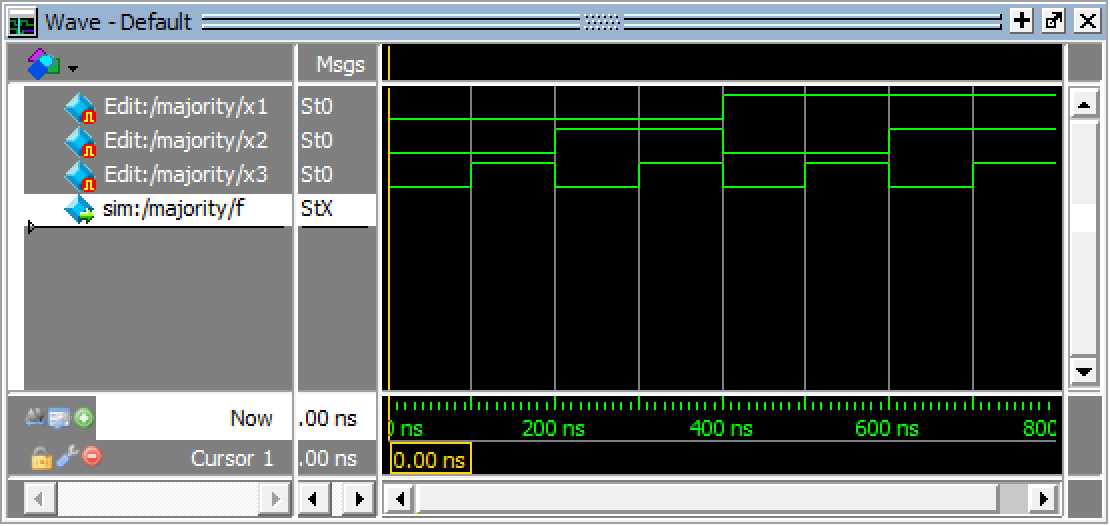 Wave - Default
Msgs
Edit:/majority/x1 St0
Edit:/majority/x2 St0
Edit:/majority/x3 St0
sim:/majority/f StX
Now .00 ns
ns 200 ns 400 ns 600 ns 800
Cursor 1 .00 ns 0.00 ns